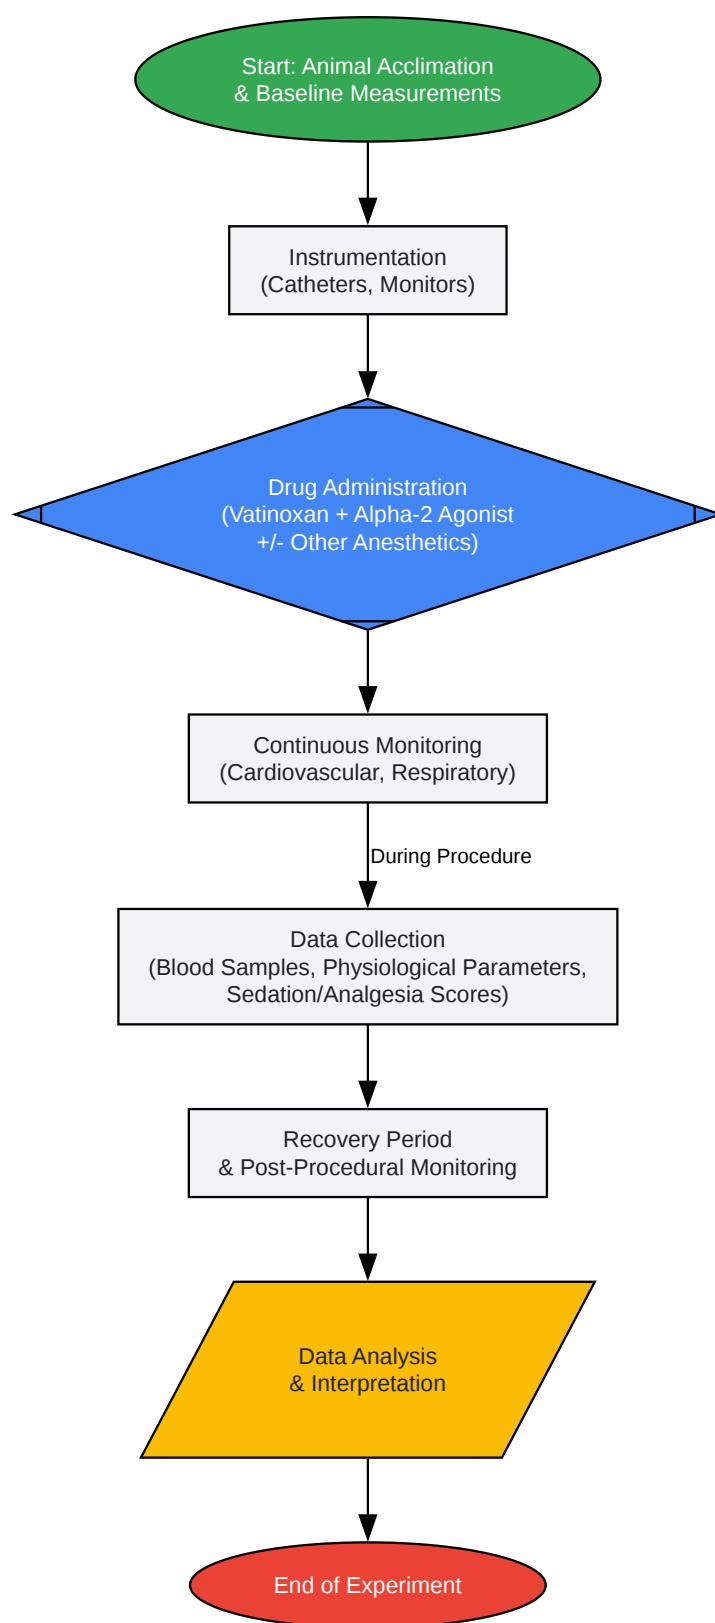 Start: Animal Acclimation
& Baseline Measurements
Instrumentation
(Catheters, Monitors)
Drug Administration
(Vatinoxan + Alpha-2 Agonist
+/- Other Anesthetics)
Continuous Monitoring
(Cardiovascular, Respiratory)
During Procedure
Data Collection
(Blood Samples, Physiological Parameters,
Sedation/Analgesia Scores)
Recovery Period
& Post-Procedural Monitoring
Data Analysis
& Interpretation
End of Experiment